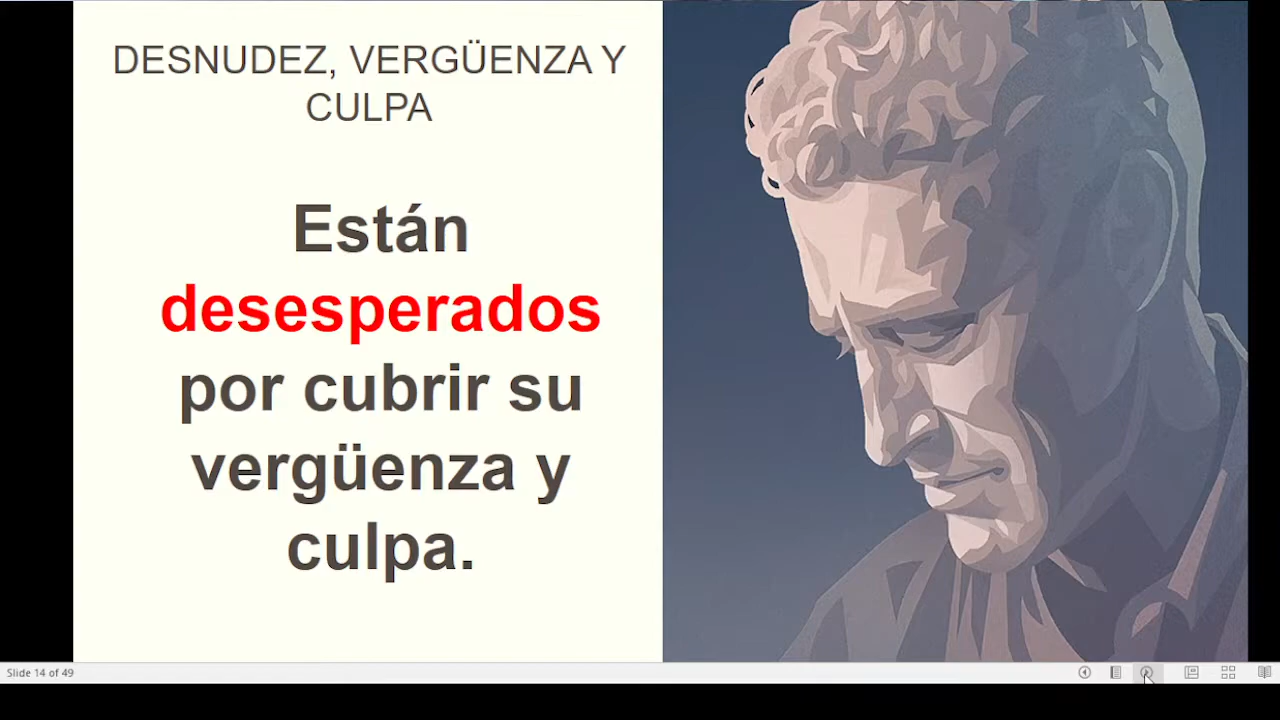 DESNUDEZ, VERGÜENZA Y
CULPA
Están
desesperados
por cubrir su
vergüenza y
culpa.
Slide 14 of 49